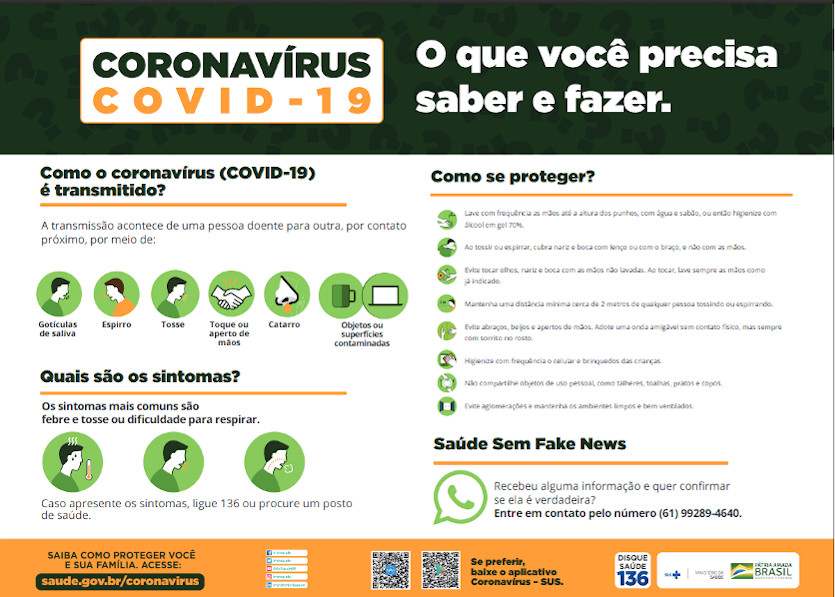 CORONAVÍRUS
COVID-19
O que você precisa
saber e fazer.
Como o coronavírus (COVID-19)
é transmitido?
A transmissão acontece de uma pessoa doente para outra, por contato
próximo, por meio de:
Gotículas
de saliva
Espirro
Tosse
Toque ou
aperto de
mãos
Catarro
Objetos ou
superfícies
contaminadas
Quais são os sintomas?
Os sintomas mais comuns são
febre e tosse ou dificuldade para respirar.
Caso apresente os sintomas, ligue 136 ou procure um posto
de saúde.
Como se proteger?
Lave com frequência as mãos até a altura dos punhos, com água e sabão, ou então higienize com
álcool em gel 70%.
Ao tossir ou espirrar, cubra nariz e boca com lenço ou com o braço, e não com as mãos.
Evite tocar olhos, nariz e boca com as mãos não lavadas. Ao tocar, lave sempre as mãos como
já indicado.
Mantenha uma distância mínima cerca de 2 metros de qualquer pessoa tossindo ou espirrando.
Evite abraços, beijos e apertos de mãos. Adote uma onda amigável sem contato físico, mas sempre
com sorriso no rosto.
Higienize com frequência o celular e brinquedos das crianças.
Não compartilhe objetos de uso pessoal, como talheres, toalhas, pratos e copos.
Evite aglomerações e mantenha os ambientes limpos e bem ventilados.
Saúde Sem Fake News
Recebeu alguma informação e quer confirmar
se ela é verdadeira?
Entre em contato pelo número (61) 99289-4640.
SAIBA COMO PROTEGER VOCÊ
E SUA FAMÍLIA. ACESSE:
saude.gov.br/coronavirus
Se preferir,
baixe o aplicativo
Coronavírus - SUS.
DISQUE
SAÚDE
136
SUS
MINISTÉRIO DA
SAÚDE
PÁTRIA AMADA
BRASIL